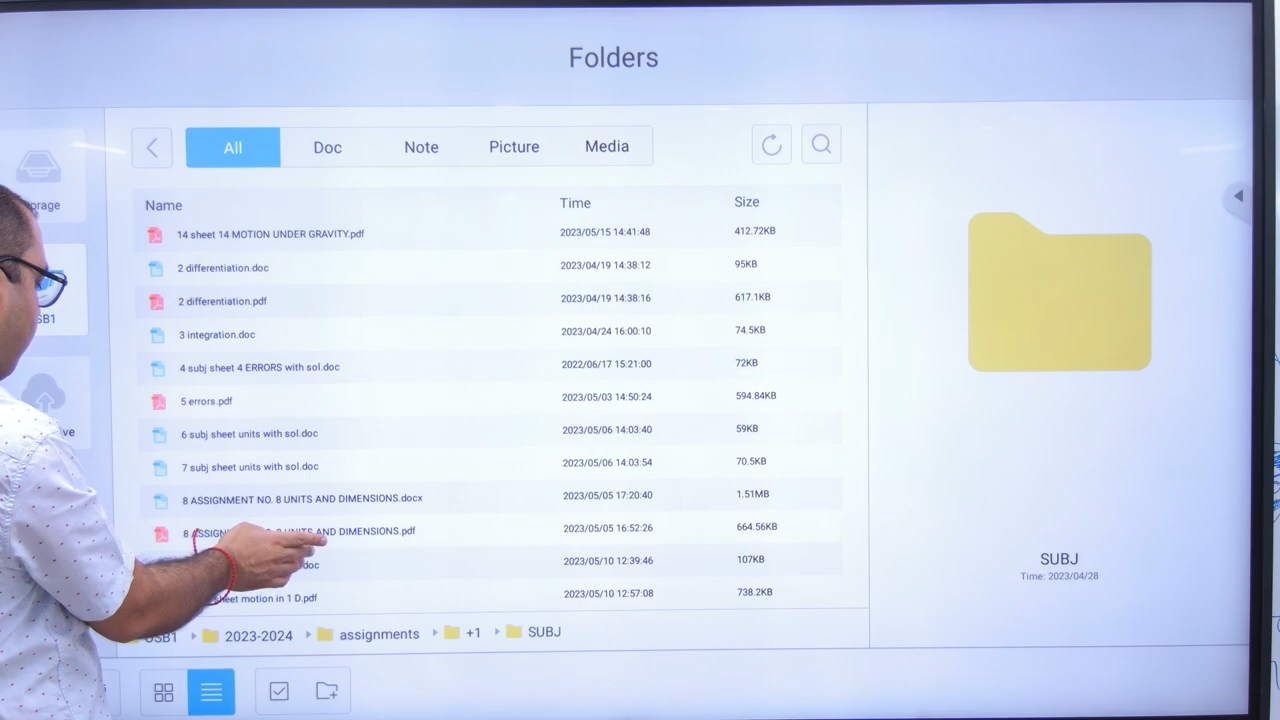 Folders
All Doc Note Picture Media
Name Time Size
14 sheet 14 MOTION UNDER GRAVITY.pdf 2023/05/15 14:41:48 412.72KB
2 differentiation.doc 2023/04/19 14:38:12 95KB
2 differentiation.pdf 2023/04/19 14:38:16 617.1KB
3 integration.doc 2023/04/24 16:00:10 74.5KB
4 subj sheet 4 ERRORS with sol.doc 2022/06/17 15:21:00 72KB
5 errors.pdf 2023/05/03 14:50:24 594.84KB
6 subj sheet units with sol.doc 2023/05/06 14:03:40 59KB
7 subj sheet units with sol.doc 2023/05/06 14:03:54 70.5KB
8 ASSIGNMENT NO. 8 UNITS AND DIMENSIONS.docx 2023/05/05 17:20:40 1.51MB
8 AND DIMENSIONS.pdf 2023/05/05 16:52:26 664.56KB
doc 2023/05/10 12:39:46 107KB
motion in 1 D.pdf 2023/05/10 12:57:08 738.2KB
USB1 2023-2024 assignments +1 SUBJ
SUBJ
Time: 2023/04/28